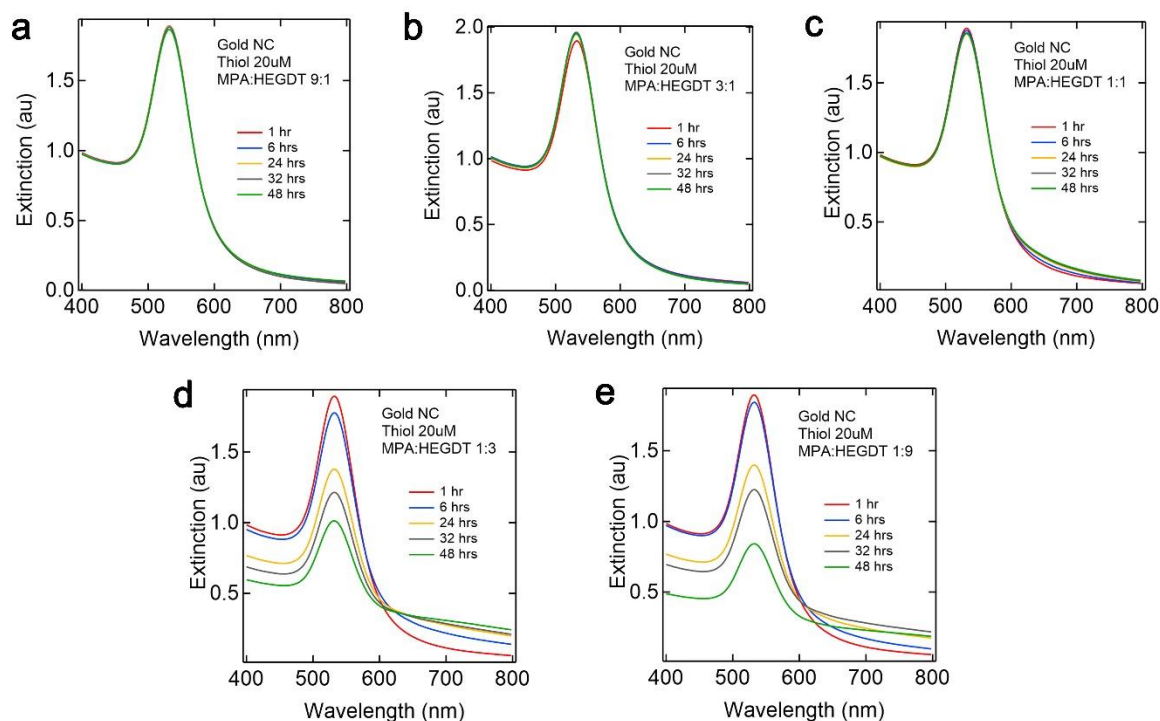 a
Gold NC
Thiol 20uM
MPA:HEGDT 9:1
1 hr
6 hrs
24 hrs
32 hrs
48 hrs
Extinction (au)
1.5
1.0
0.5
0.0
400 500 600 700 800
Wavelength (nm)
b
Gold NC
Thiol 20uM
MPA:HEGDT 3:1
1 hr
6 hrs
24 hrs
32 hrs
48 hrs
Extinction (au)
2.0
1.5
1.0
0.5
0.0
400 500 600 700 800
Wavelength (nm)
c
Gold NC
Thiol 20uM
MPA:HEGDT 1:1
1 hr
6 hrs
24 hrs
32 hrs
48 hrs
Extinction (au)
1.5
1.0
0.5
400 500 600 700 800
Wavelength (nm)
d
Gold NC
Thiol 20uM
MPA:HEGDT 1:3
1 hr
6 hrs
24 hrs
32 hrs
48 hrs
Extinction (au)
1.5
1.0
0.5
400 500 600 700 800
Wavelength (nm)
e
Gold NC
Thiol 20uM
MPA:HEGDT 1:9
1 hr
6 hrs
24 hrs
32 hrs
48 hrs
Extinction (au)
1.5
1.0
0.5
400 500 600 700 800
Wavelength (nm)